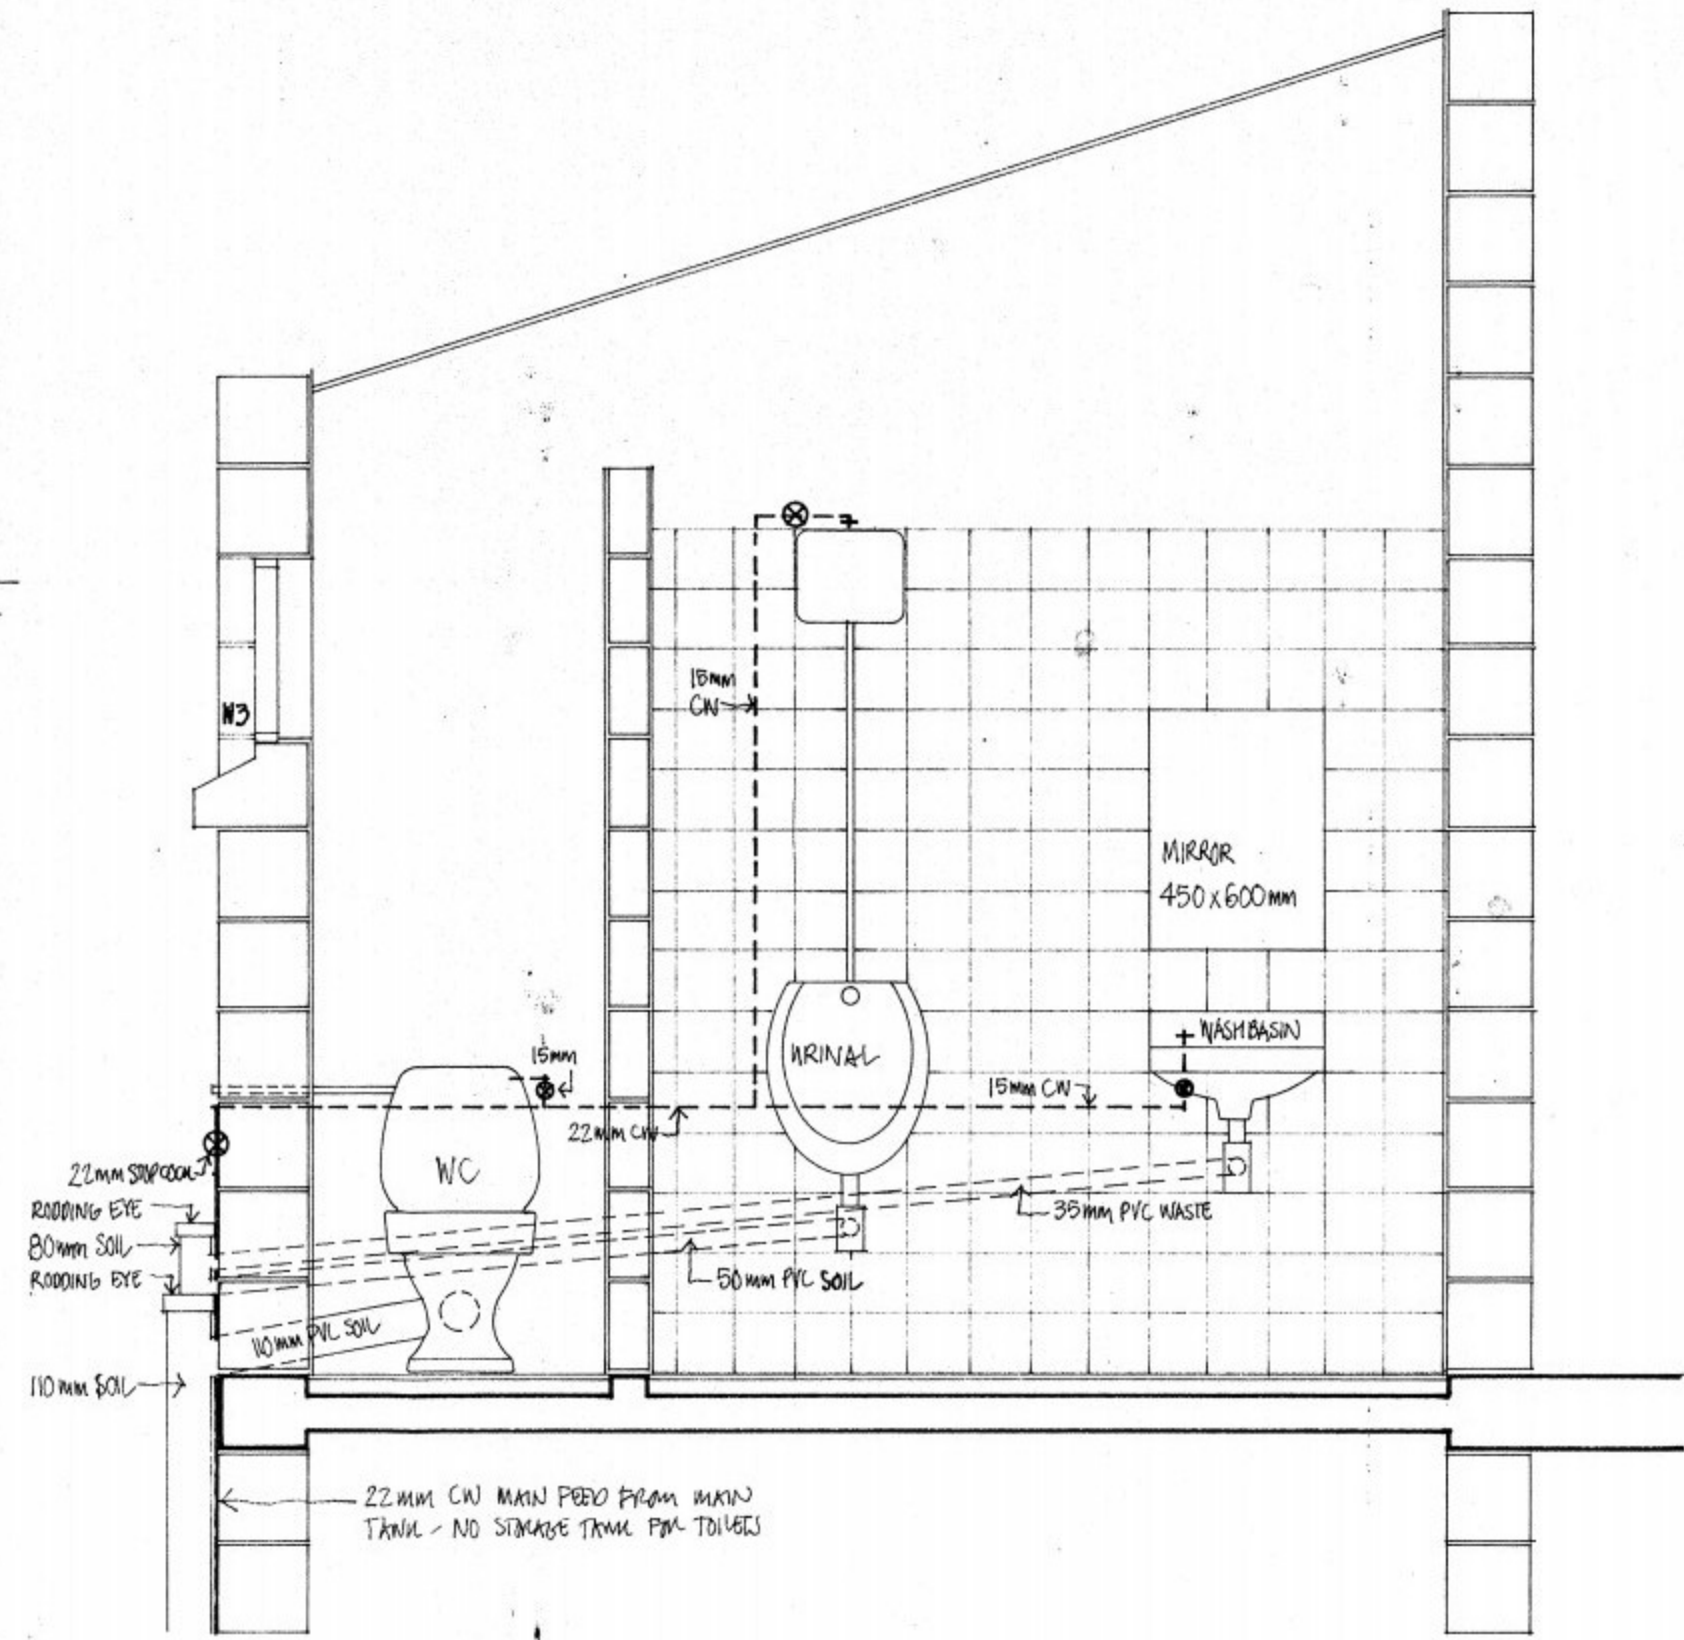 15mm
CW
W3
MIRROR
450x600mm
WASHBASIN
URINAL
15mm
15mm CW
22mm CW
WC
22mm STOPCOCK
RODDING EYE
80mm SOIL
RODDING EYE
35mm PVC WASTE
50mm PVC SOIL
110mm PVC SOIL
110mm SOIL
22mm CW MAIN FEED FROM MAIN
TANK - NO STORAGE TANK FOR TOILETS